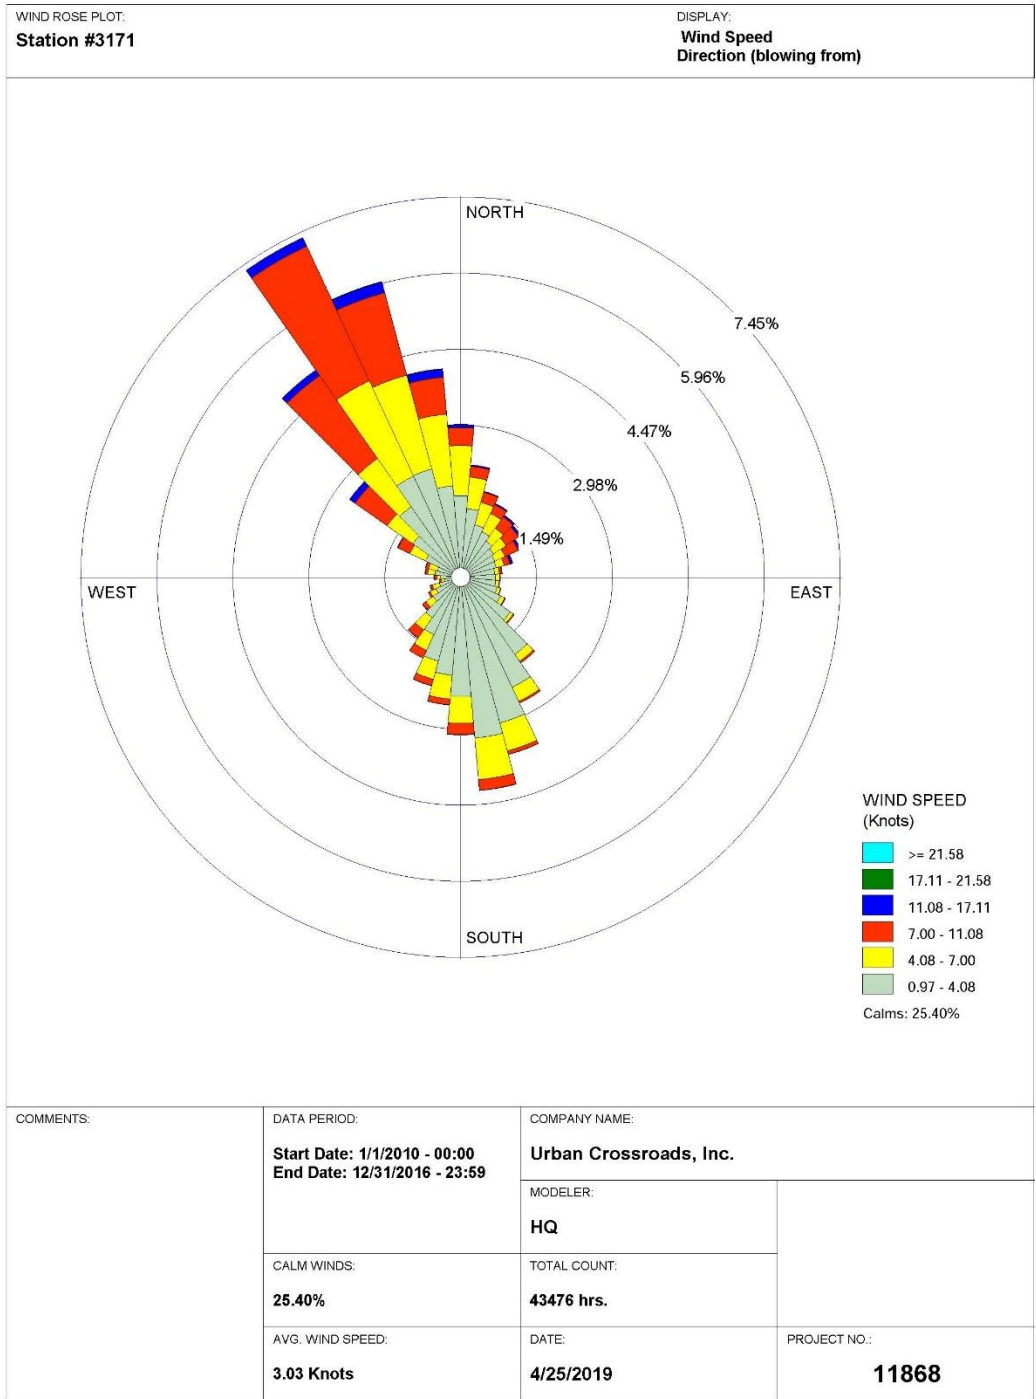 WIND ROSE PLOT:
Station #3171
DISPLAY:
Wind Speed
Direction (blowing from)
NORTH
7.45%
5.96%
4.47%
2.98%
1.49%
WEST
EAST
SOUTH
WIND SPEED
(Knots)
>= 21.58
17.11 - 21.58
11.08 - 17.11
7.00 - 11.08
4.08 - 7.00
0.97 - 4.08
Calms: 25.40%
COMMENTS:
DATA PERIOD:
Start Date: 1/1/2010 - 00:00
End Date: 12/31/2016 - 23:59
COMPANY NAME:
Urban Crossroads, Inc.
MODELER:
HQ
CALM WINDS:
25.40%
TOTAL COUNT:
43476 hrs.
AVG. WIND SPEED:
3.03 Knots
DATE:
4/25/2019
PROJECT NO.:
11868